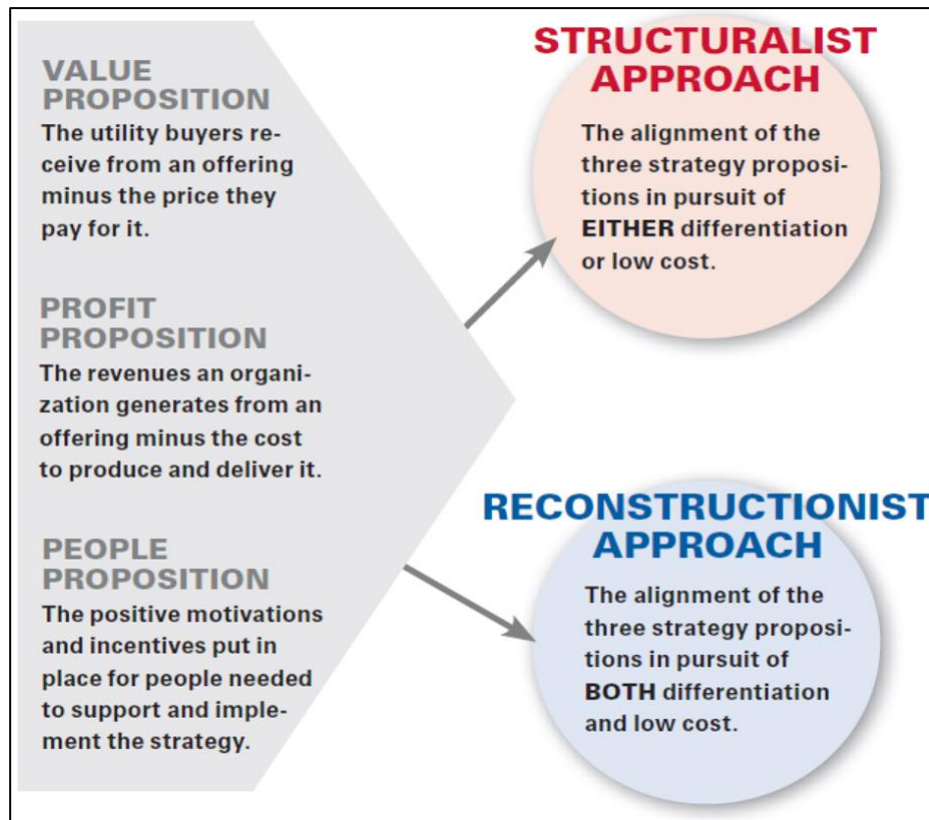 VALUE
PROPOSITION
The utility buyers re-
ceive from an offering
minus the price they
pay for it.
PROFIT
PROPOSITION
The revenues an organi-
zation generates from an
offering minus the cost
to produce and deliver it.
PEOPLE
PROPOSITION
The positive motivations
and incentives put in
place for people needed
to support and imple-
ment the strategy.
STRUCTURALIST
APPROACH
The alignment of the
three strategy proposi-
tions in pursuit of
EITHER differentiation
or low cost.
RECONSTRUCTIONIST
APPROACH
The alignment of the
three strategy proposi-
tions in pursuit of
BOTH differentiation
and low cost.